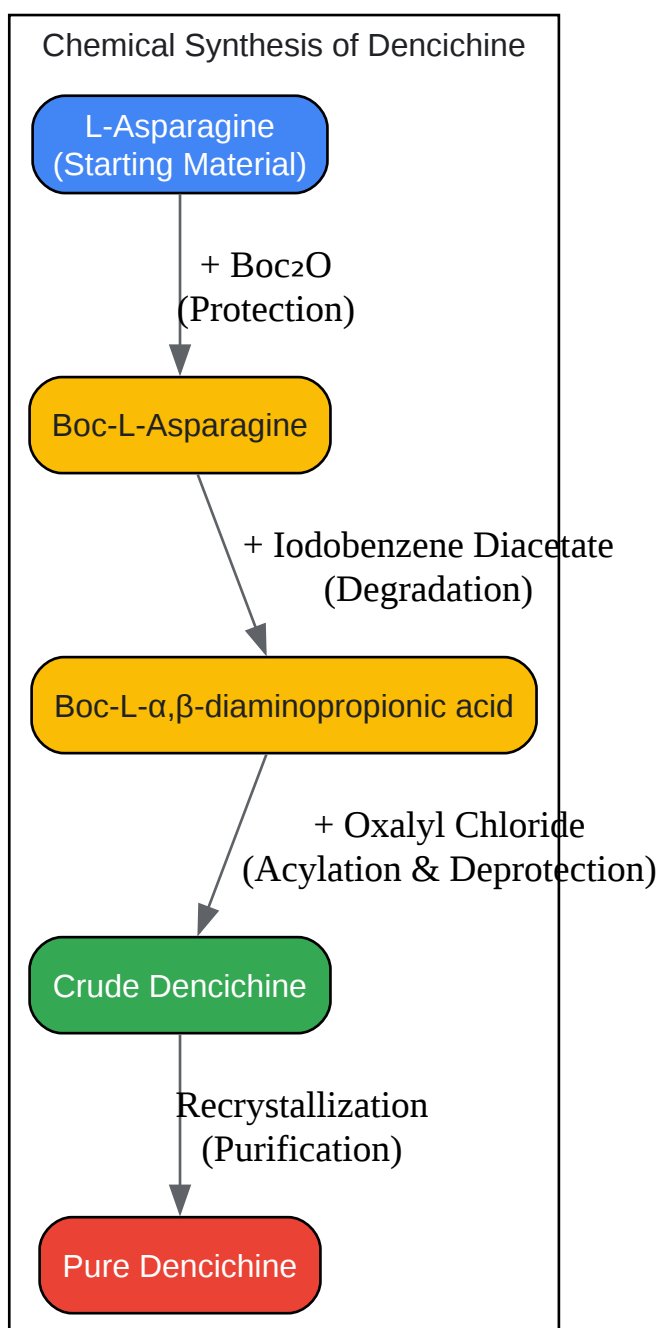 Chemical Synthesis of Dencichine
L-Asparagine
(Starting Material)
+ Boc₂O
(Protection)
Boc-L-Asparagine
+ Iodobenzene Diacetate
(Degradation)
Boc-L-α,β-diaminopropionic acid
+ Oxalyl Chloride
(Acylation & Deprotection)
Crude Dencichine
Recrystallization
(Purification)
Pure Dencichine